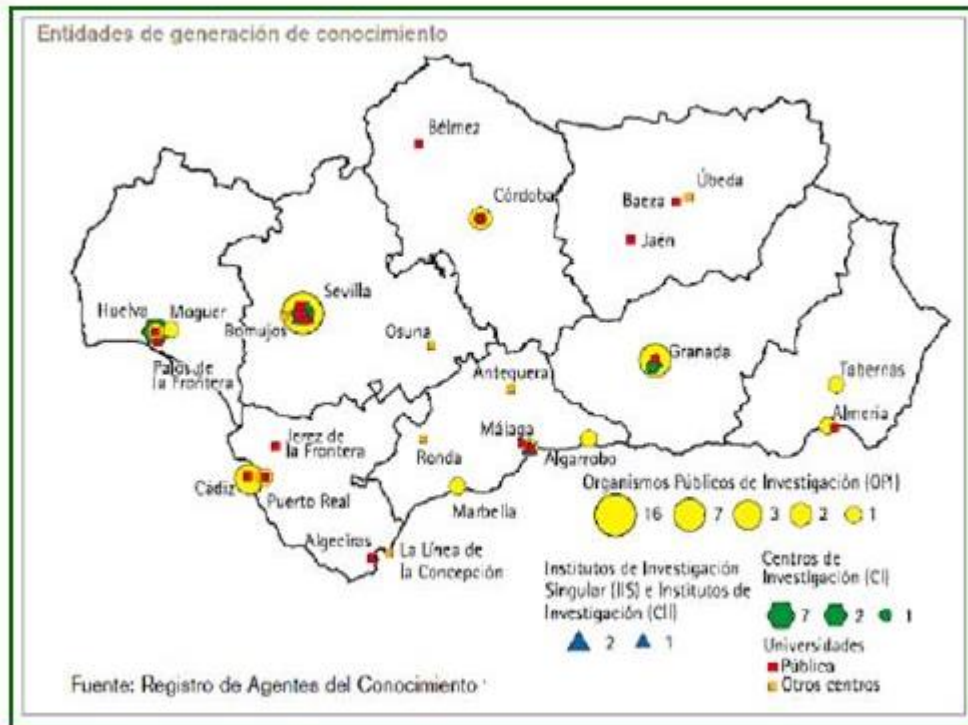 Entidades de generación de conocimiento
Bélmez
Córdoba
Úbeda
Baeza
Jaén
Sevilla
Bomujos
Huelva
Moguer
Palos de
la Frontera
Osuna
Antequera
Granada
Tabernas
Almería
Málaga
Algarrobo
Ronda
Marbella
Jerez de
la Frontera
Cádiz
Puerto Real
Algeciras
La Línea de
la Concepción
Organismos Públicos de Investigación (OPI)
16 7 3 2 1
Institutos de Investigación
Singular (IIS) e Institutos de
Investigación (CII)
2 1
Centros de
Investigación (CI)
7 2 1
Universidades
Pública
Otros centros
Fuente: Registro de Agentes del Conocimiento